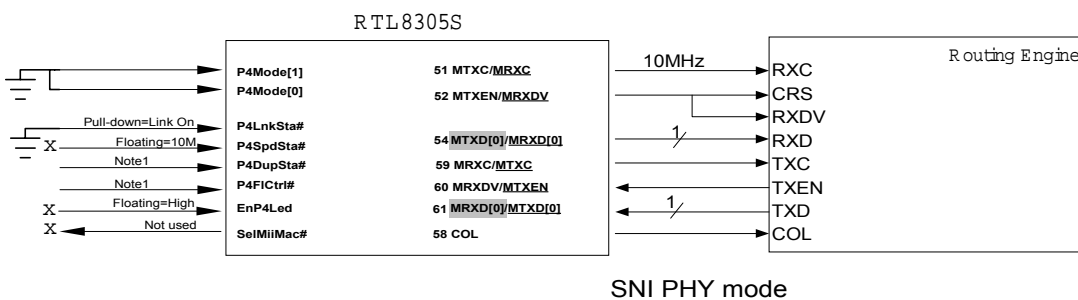 RTL8305S
P4Mode[1]
P4Mode[0]
Pull-down=Link On
P4LnkSta#
X
Floating=10M
P4SpdSta#
Note1
P4DupSta#
Note1
P4FlCtrl#
X
Floating=High
EnP4Led
X
Not used
SelMiiMac#
51 MTXC/MRXC
52 MTXEN/MRXDV
54 MTXD[0]/MRXD[0]
59 MRXC/MTXC
60 MRXDV/MTXEN
61 MRXD[0]/MTXD[0]
58 COL
10MHz
1
1
Routing Engine
RXC
CRS
RXDV
RXD
TXC
TXEN
TXD
COL
SNI PHY mode